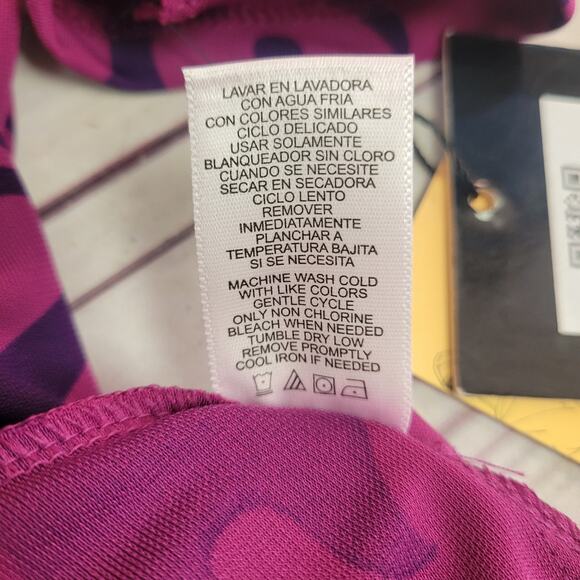 LAVAR EN LAVADORA
CON AGUA FRIA
CON COLORES SIMILARES
CICLO DELICADO
USAR SOLAMENTE
BLANQUEADOR SIN CLORO
CUANDO SE NECESITE
SECAR EN SECADORA
CICLO LENTO
REMOVER
INMEDIATAMENTE
PLANCHAR A
TEMPERATURA BAJITA
SI SE NECESITA
MACHINE WASH COLD
WITH LIKE COLORS
GENTLE CYCLE
ONLY NON CHLORINE
BLEACH WHEN NEEDED
TUMBLE DRY LOW
REMOVE PROMPTLY
COOL IRON IF NEEDED